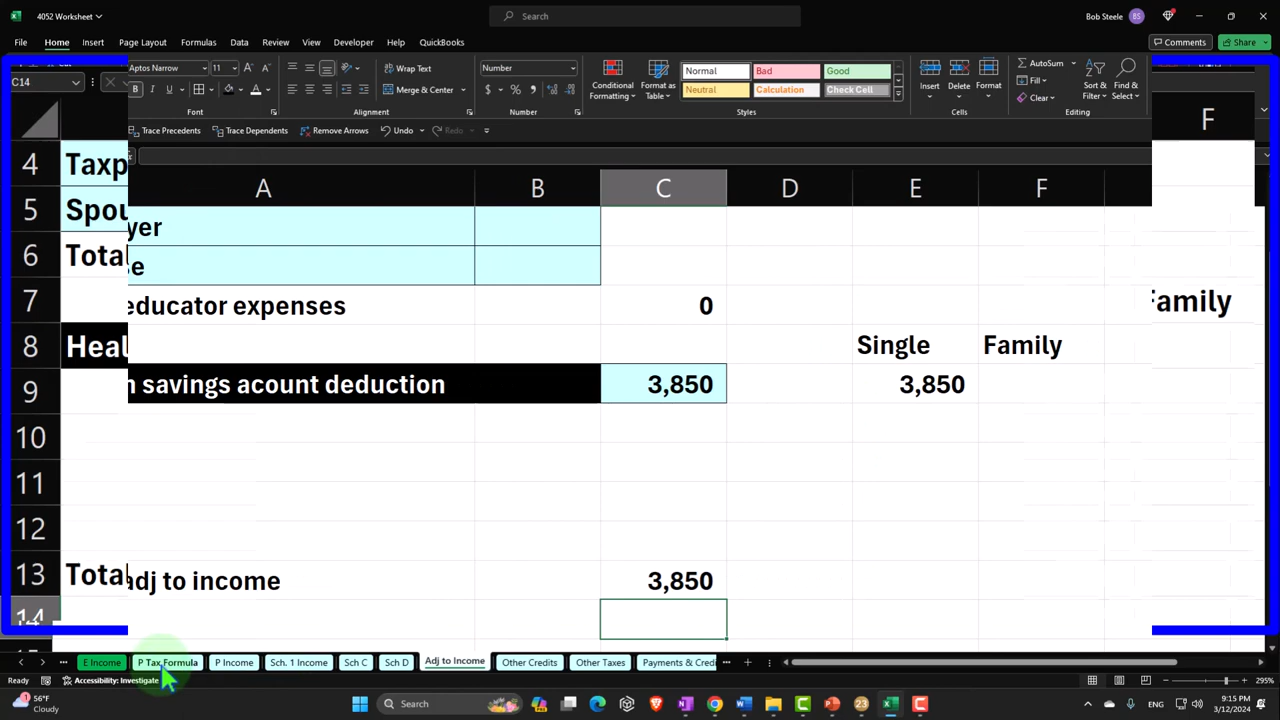 4052 Worksheet
Search
Bob Steele BS
File Home Insert Page Layout Formulas Data Review View Developer Help QuickBooks
Comments Share
C14
Aptos Narrow 11
Wrap Text
Merge & Center
Number
Conditional Formatting
Format as Table
Normal Bad Good
Neutral Calculation Check Cell
Insert Delete Format
AutoSum
Fill
Clear
Sort & Filter
Find & Select
Font Alignment Number Styles Cells Editing
Trace Precedents Trace Dependents Remove Arrows Undo Redo
A B C D E F
F
4 Taxp yer
5 Spou se
6 Tota educator expenses 0
7 Single Family
Family
8 Heal n savings acount deduction 3,850 3,850
9
10
11
12
13 Total adj to income 3,850
14
E Income P Tax Formula P Income Sch. 1 Income Sch C Sch D Adj to Income Other Credits Other Taxes Payments & Credi
Ready Accessibility: Investigate 295%
56°F
Cloudy
Search
ENG
9:15 PM
3/12/2024